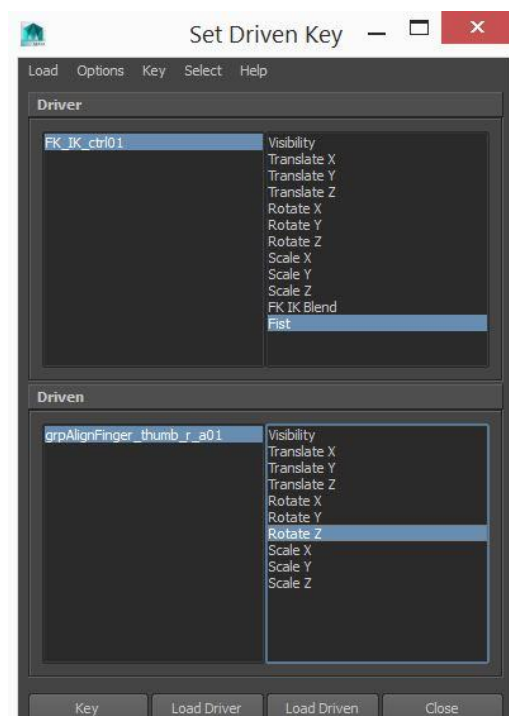 Set Driven Key
Load Options Key Select Help
Driver
FK_IK_ctrl01
Visibility
Translate X
Translate Y
Translate Z
Rotate X
Rotate Y
Rotate Z
Scale X
Scale Y
Scale Z
FK IK Blend
Fist
Driven
grpAlignFinger_thumb_r_a01
Visibility
Translate X
Translate Y
Translate Z
Rotate X
Rotate Y
Rotate Z
Scale X
Scale Y
Scale Z
Key Load Driver Load Driven Close